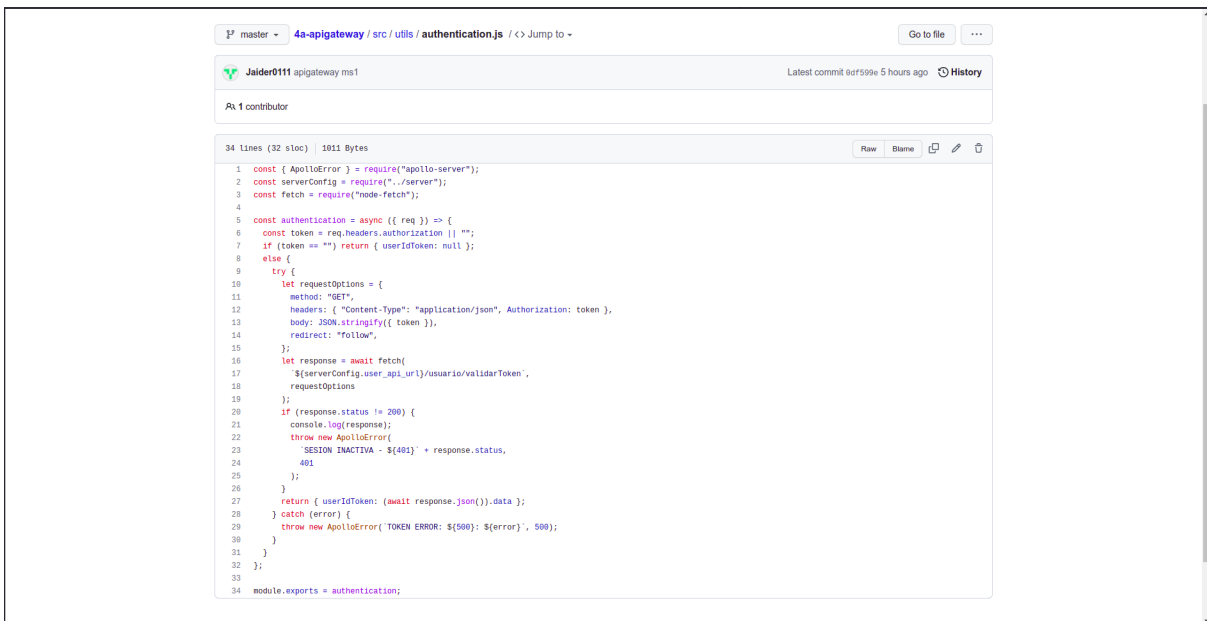 master 4a-apigateway / src / utils / authentication.js / <> Jump to Go to file ...
Jaider0111 apigateway ms1 Latest commit 0df599e 5 hours ago History
1 contributor
34 lines (32 sloc) 1011 Bytes Raw Blame
1 const { ApolloError } = require("apollo-server");
2 const serverConfig = require("../server");
3 const fetch = require("node-fetch");
4
5 const authentication = async ({ req }) => {
6   const token = req.headers.authorization || "";
7   if (token == "") return { userIdToken: null };
8   else {
9     try {
10       let requestOptions = {
11         method: "GET",
12         headers: { "Content-Type": "application/json", Authorization: token },
13         body: JSON.stringify({ token }),
14         redirect: "follow",
15       };
16       let response = await fetch(
17         `${serverConfig.user_api_url}/usuario/validarToken`,
18         requestOptions
19       );
20       if (response.status != 200) {
21         console.log(response);
22         throw new ApolloError(
23           `SESION INACTIVA - ${401}` + response.status,
24           401
25         );
26       }
27       return { userIdToken: (await response.json()).data };
28     } catch (error) {
29       throw new ApolloError(`TOKEN ERROR: ${500}: ${error}`, 500);
30     }
31   }
32 };
33
34 module.exports = authentication;